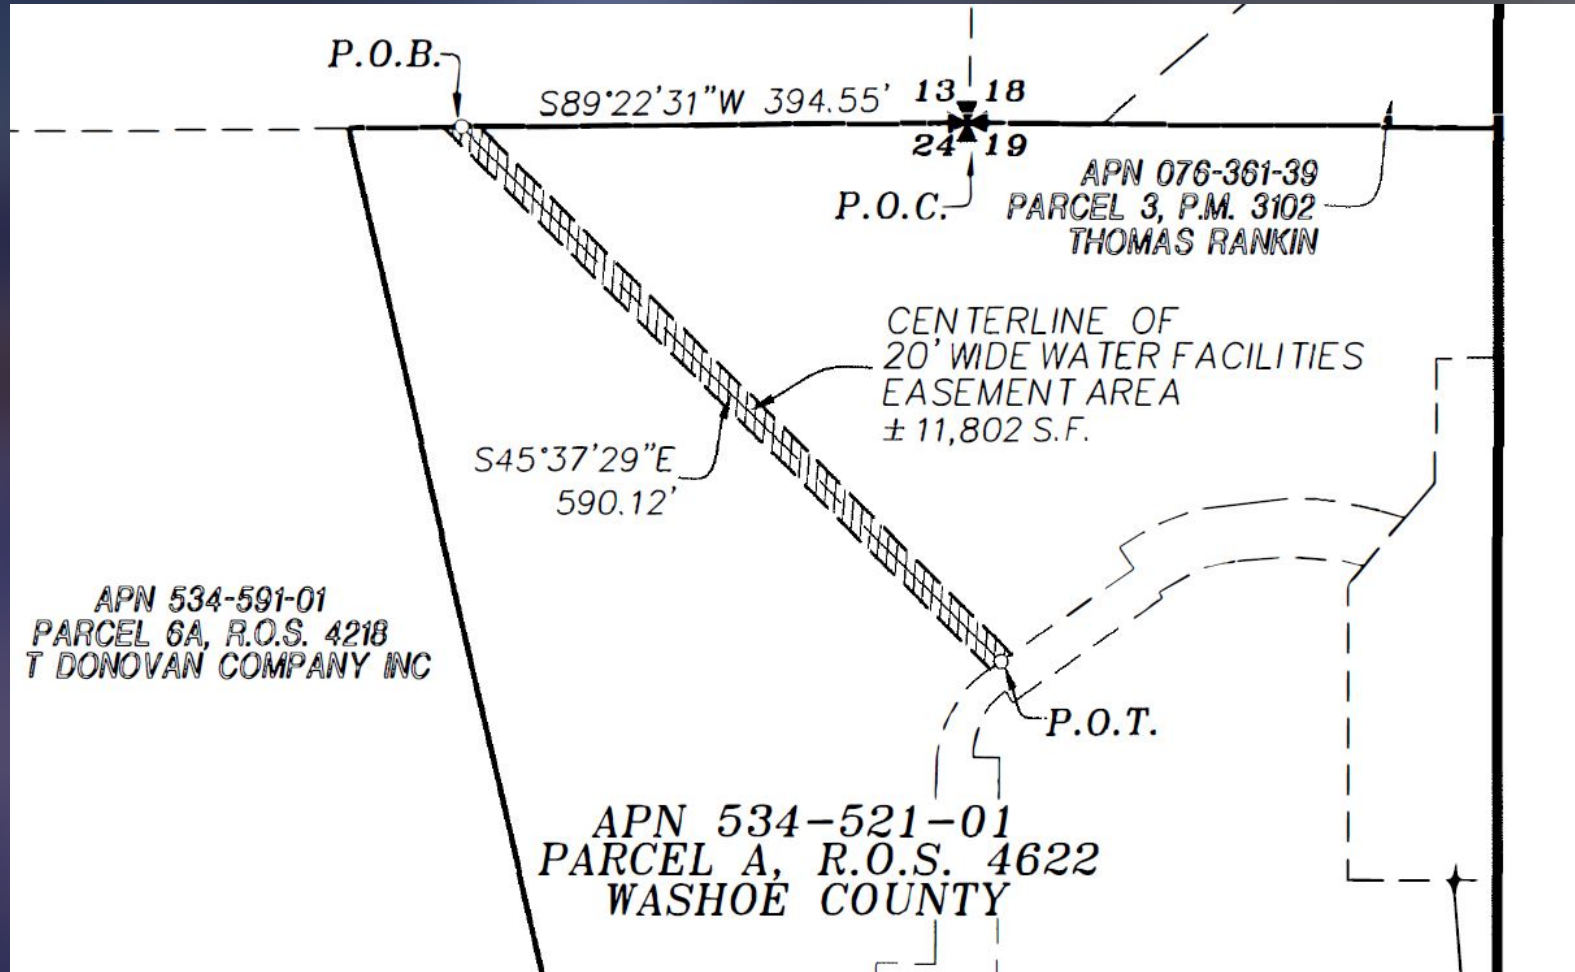 P.O.B.
S89°22'31"W 394.55'
13 18
24 19
P.O.C.
APN 076-361-39
PARCEL 3, P.M. 3102
THOMAS RANKIN
CENTERLINE OF
20' WIDE WATER FACILITIES
EASEMENT AREA
± 11,802 S.F.
S45°37'29"E
590.12'
APN 534-591-01
PARCEL 6A, R.O.S. 4218
T DONOVAN COMPANY INC
P.O.T.
APN 534-521-01
PARCEL A, R.O.S. 4622
WASHOE COUNTY